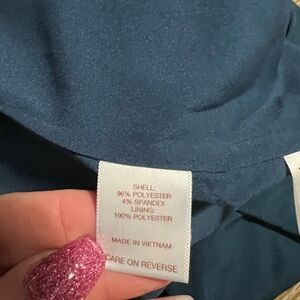 SHELL:
96% POLYESTER
4% SPANDEX
LINING:
100% POLYESTER
MADE IN VIETNAM
CARE ON REVERSE